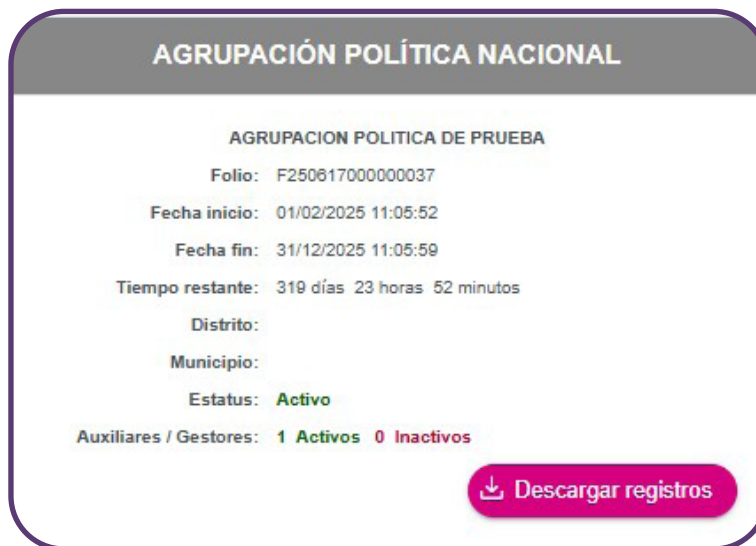 AGRUPACIÓN POLÍTICA NACIONAL
AGRUPACION POLITICA DE PRUEBA
Folio: F250617000000037
Fecha inicio: 01/02/2025 11:05:52
Fecha fin: 31/12/2025 11:05:59
Tiempo restante: 319 días 23 horas 52 minutos
Distrito:
Municipio:
Estatus: Activo
Auxiliares / Gestores: 1 Activos 0 Inactivos
Descargar registros